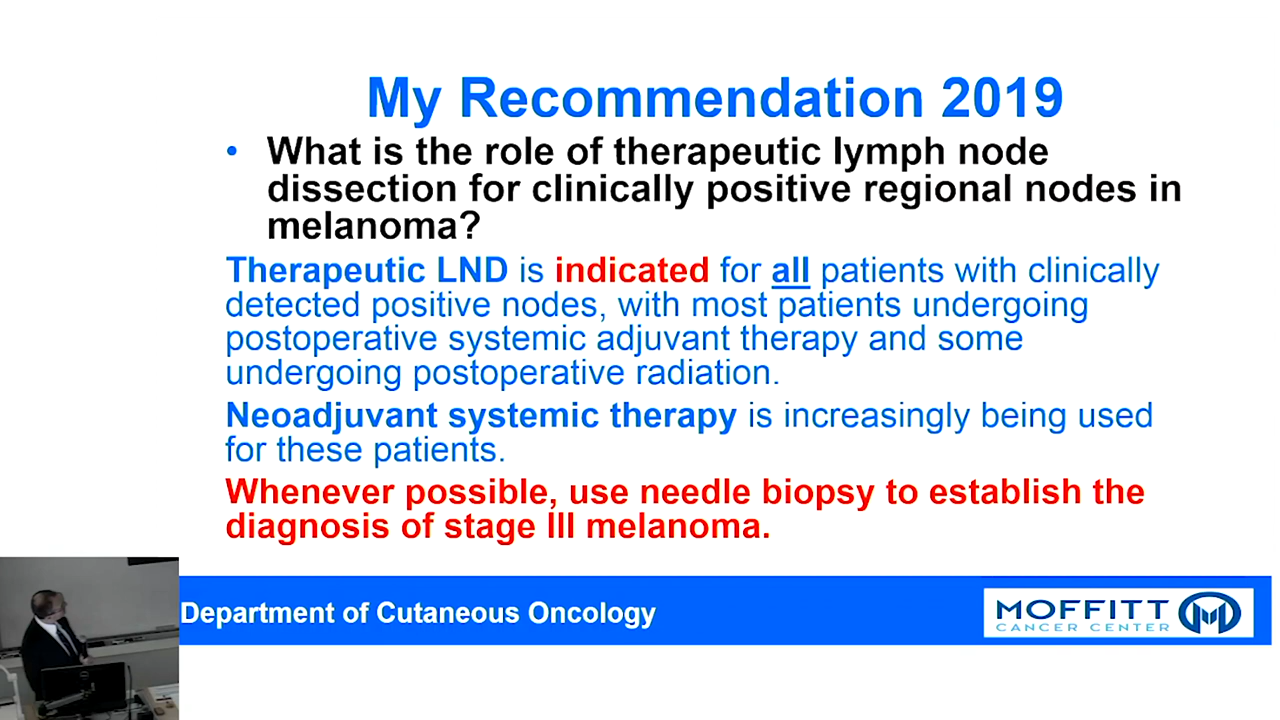 My Recommendation 2019
• What is the role of therapeutic lymph node
dissection for clinically positive regional nodes in
melanoma?
Therapeutic LND is indicated for all patients with clinically
detected positive nodes, with most patients undergoing
postoperative systemic adjuvant therapy and some
undergoing postoperative radiation.
Neoadjuvant systemic therapy is increasingly being used
for these patients.
Whenever possible, use needle biopsy to establish the
diagnosis of stage III melanoma.
Department of Cutaneous Oncology
MOFFITT
CANCER CENTER